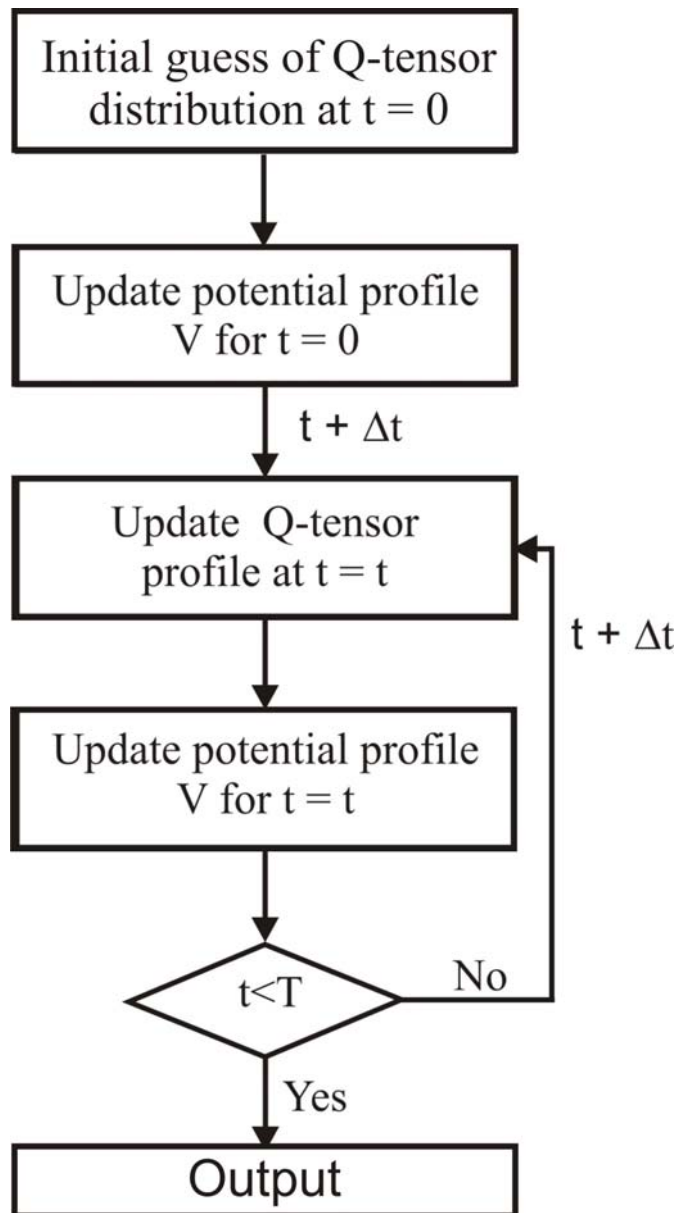 Initial guess of Q-tensor
distribution at t = 0
Update potential profile
V for t = 0
t + Δt
Update Q-tensor
profile at t = t
t + Δt
Update potential profile
V for t = t
t<T
No
Yes
Output